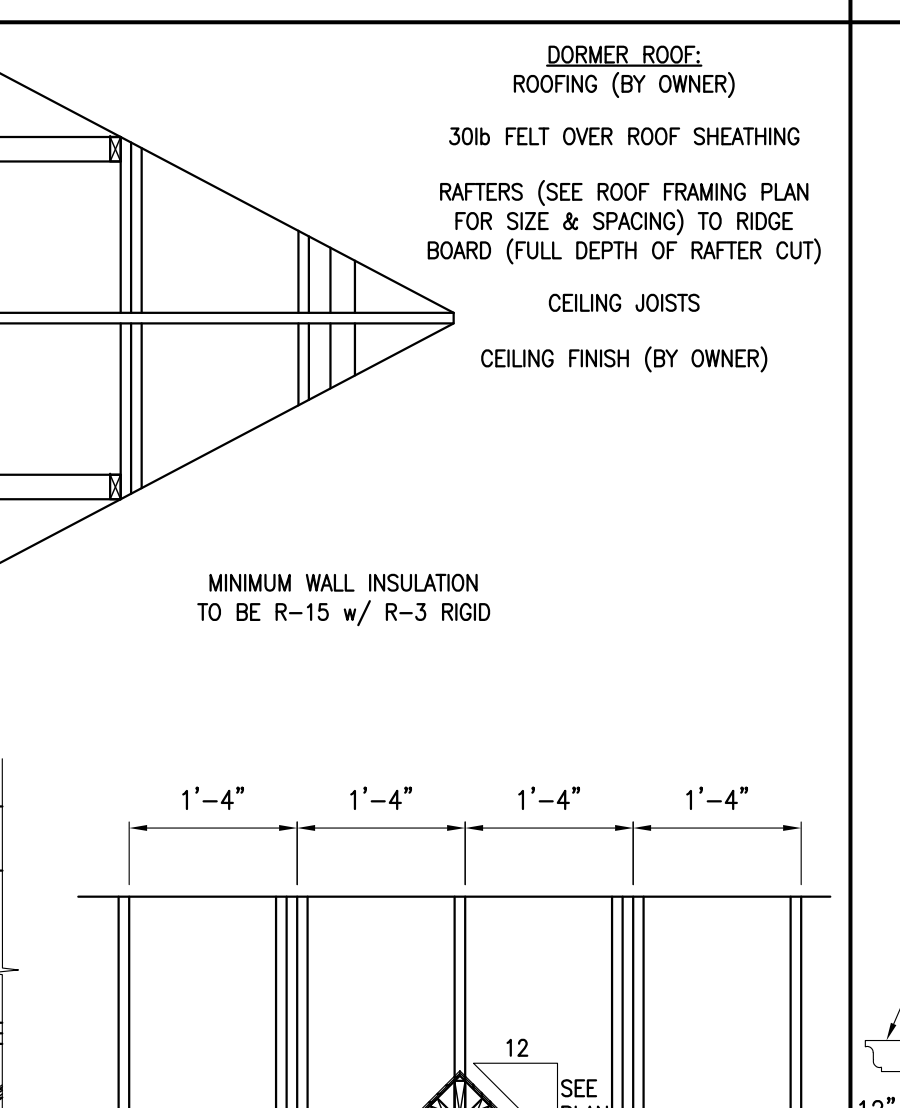 DORMER ROOF:
ROOFING (BY OWNER)
30lb FELT OVER ROOF SHEATHING
RAFTERS (SEE ROOF FRAMING PLAN
FOR SIZE & SPACING) TO RIDGE
BOARD (FULL DEPTH OF RAFTER CUT)
CEILING JOISTS
CEILING FINISH (BY OWNER)
MINIMUM WALL INSULATION
TO BE R-15 w/ R-3 RIGID
1'-4" 1'-4" 1'-4" 1'-4"
12
SEE
PLAN
12"